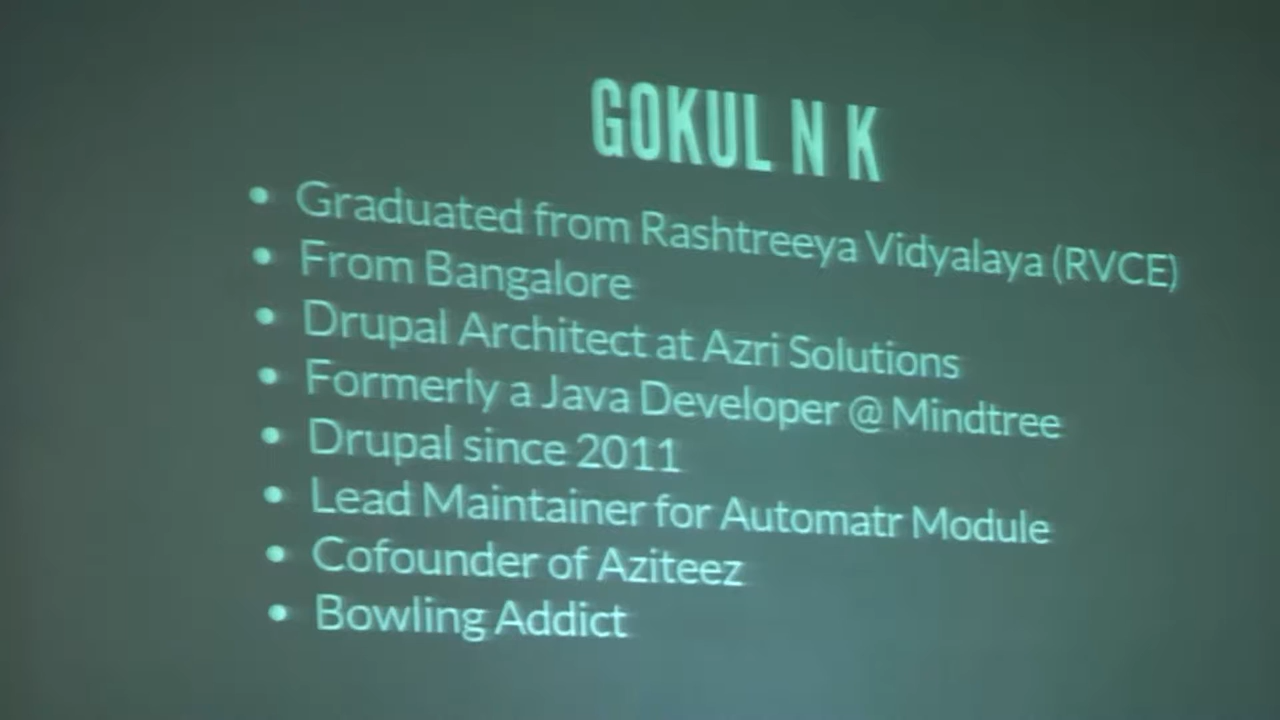 GOKUL N K
• Graduated from Rashtreeya Vidyalaya (RVCE)
• From Bangalore
• Drupal Architect at Azri Solutions
• Formerly a Java Developer @ Mindtree
• Drupal since 2011
• Lead Maintainer for Automatr Module
• Cofounder of Aziteez
• Bowling Addict